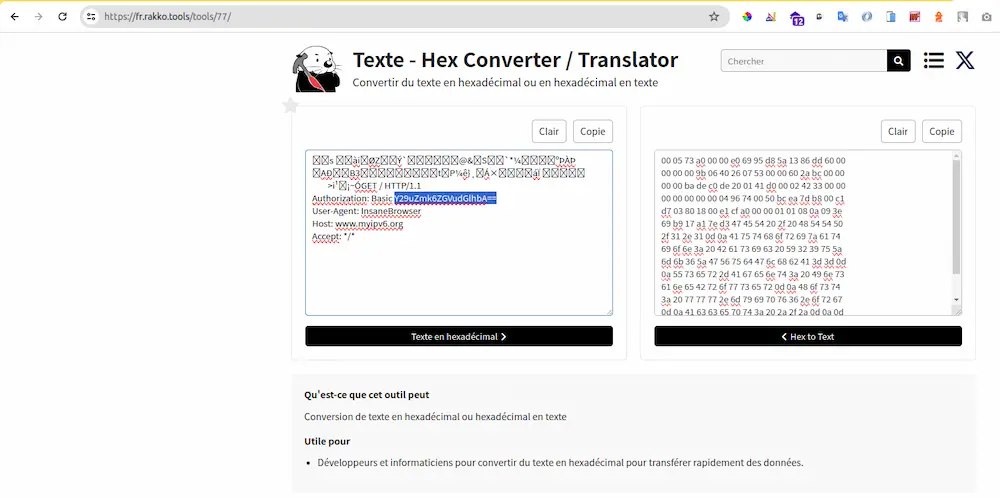 https://fr.rakko.tools/tools/77/
12
Texte - Hex Converter / Translator
Convertir du texte en hexadécimal ou en hexadécimal en texte
Chercher
Clair
Copie
>i¹
GET / HTTP/1.1
Authorization: Basic Y29uZmk6ZGVudGlhbA==
User-Agent: InsaneBrowser
Host: www.myipv6.org
Accept: */*
Texte en hexadécimal
Clair
Copie
00 05 73 a0 00 00 e0 69 95 d8 5a 13 86 dd 60 00
00 00 00 9b 06 40 26 07 53 00 00 60 2a bc 00 00
00 00 ba de c0 de 20 01 41 d0 00 02 42 33 00 00
00 00 00 00 00 04 96 74 00 50 bc ea 7d b8 00 c1
d7 03 80 18 00 e1 cf a0 00 00 01 01 08 0a 09 3e
69 b9 17 a1 7e d3 47 45 54 20 2f 20 48 54 54 50
2f 31 2e 31 0d 0a 41 75 74 68 6f 72 69 7a 61 74
69 6f 6e 3a 20 42 61 73 69 63 20 59 32 39 75 5a
6d 6b 36 5a 47 56 75 64 47 6c 68 62 41 3d 3d 0d
0a 55 73 65 72 2d 41 67 65 6e 74 3a 20 49 6e 73
61 6e 65 42 72 6f 77 73 65 72 0d 0a 48 6f 73 74
3a 20 77 77 77 2e 6d 79 69 70 76 36 2e 6f 72 67
0d 0a 41 63 63 65 70 74 3a 20 2a 2f 2a 0d 0a 0d
Hex to Text
Qu'est-ce que cet outil peut
Conversion de texte en hexadécimal ou hexadécimal en texte
Utile pour
• Développeurs et informaticiens pour convertir du texte en hexadécimal pour transférer rapidement des données.